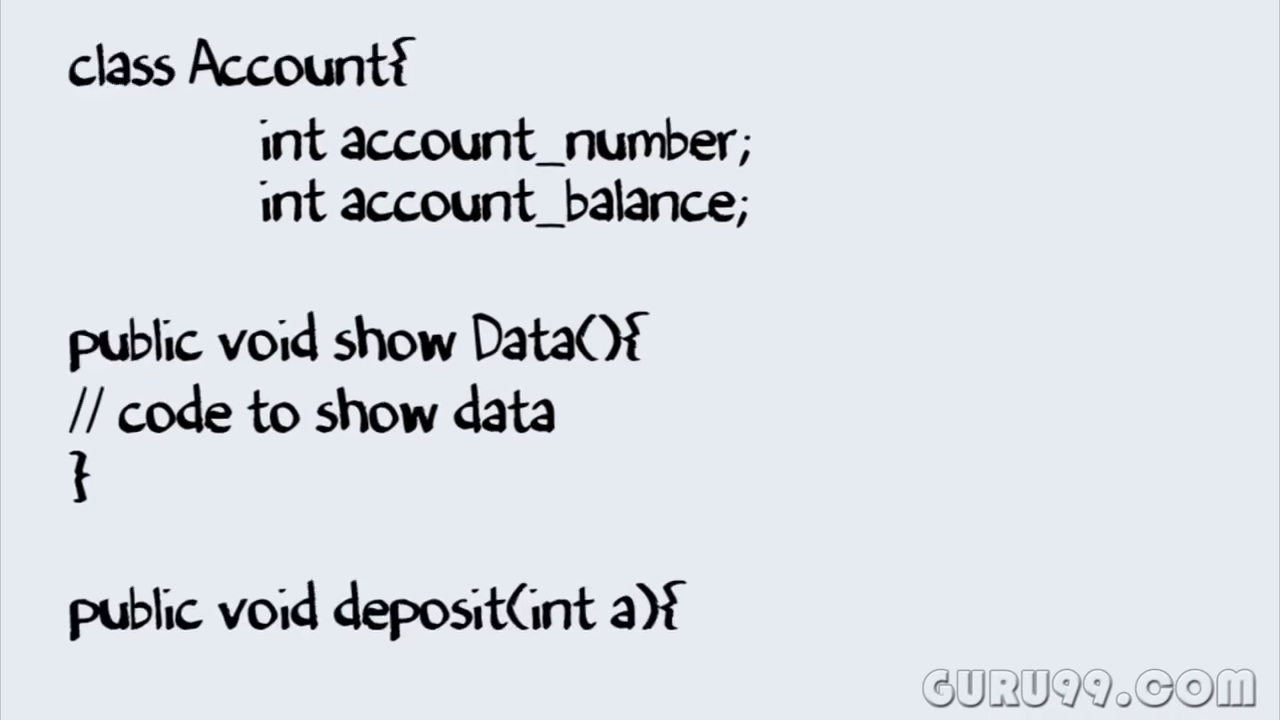 class Account{
int account_number;
int account_balance;
public void show Data(){
// code to show data
}
public void deposit(int a){
GURU99.COM